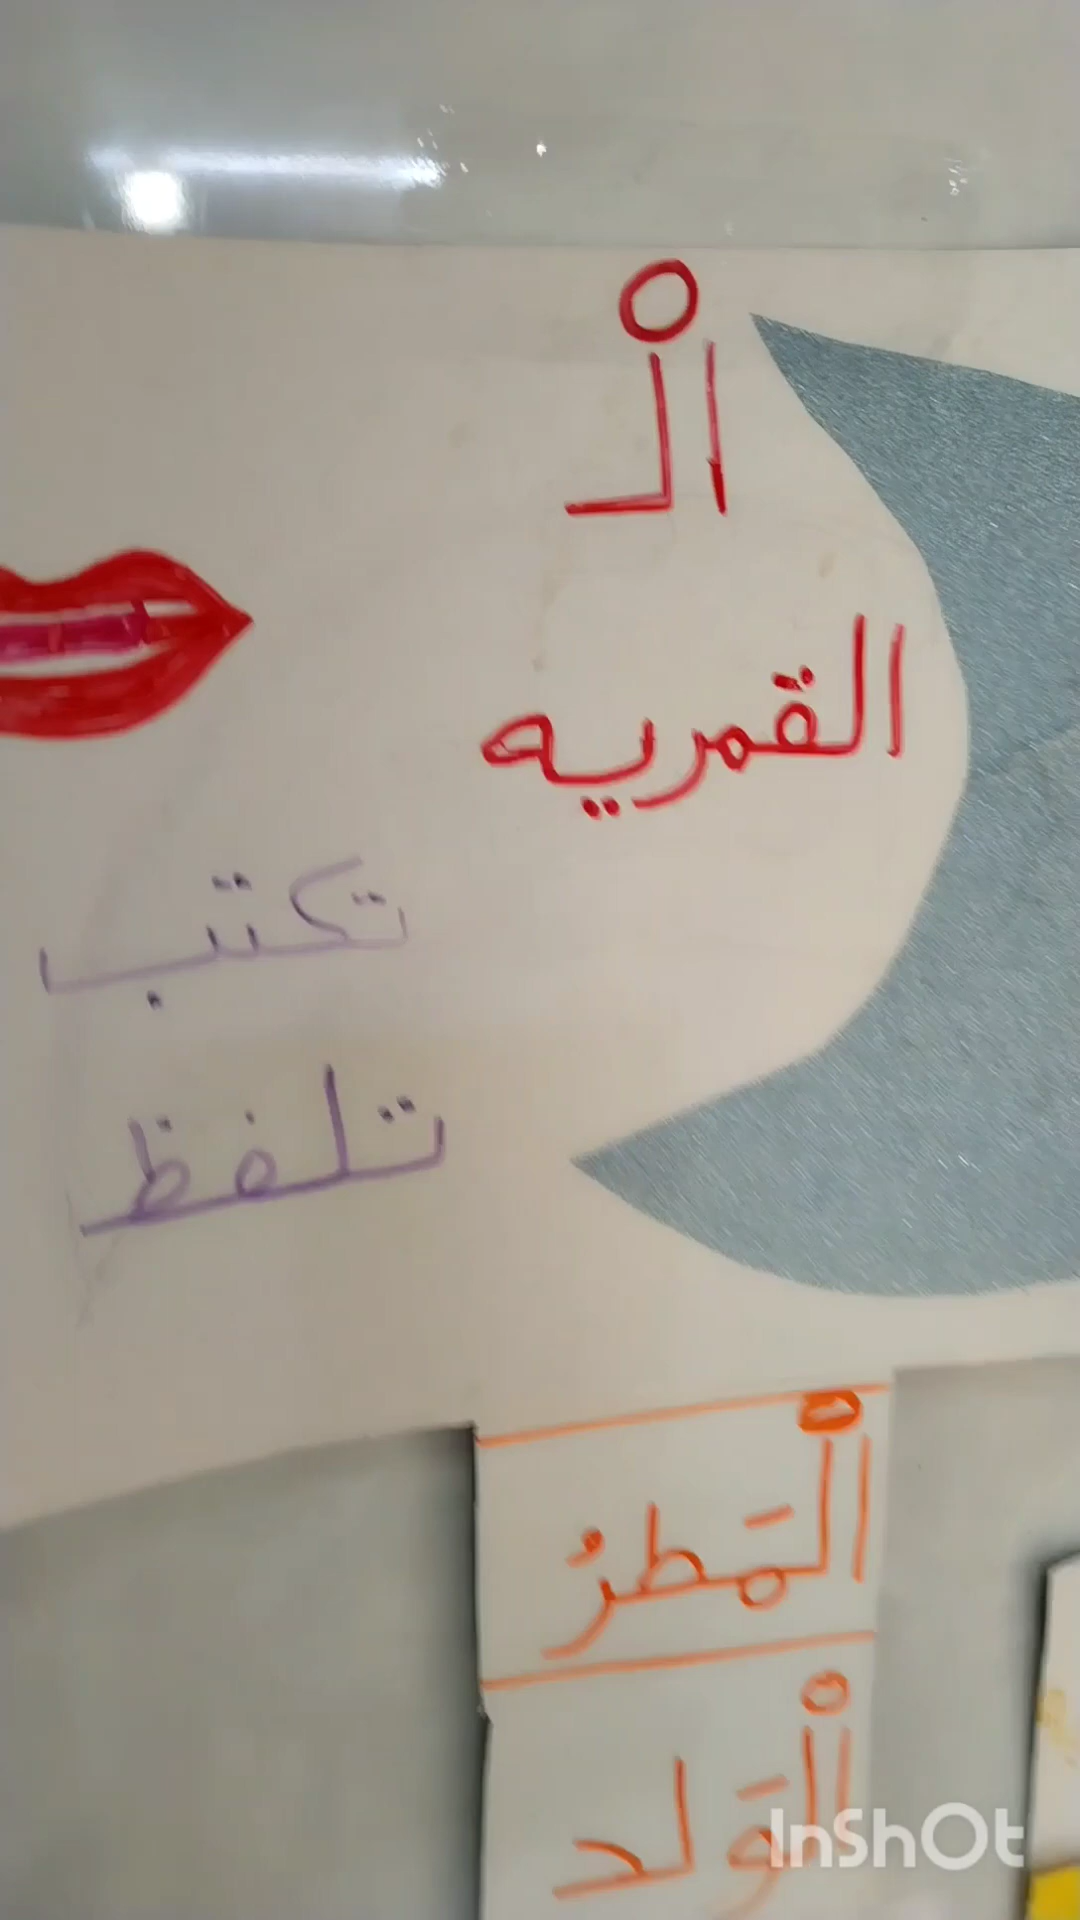 الْ
القمريه
تكتب
تلفظ
الْمَطرُ
الْوَلد
InShOt